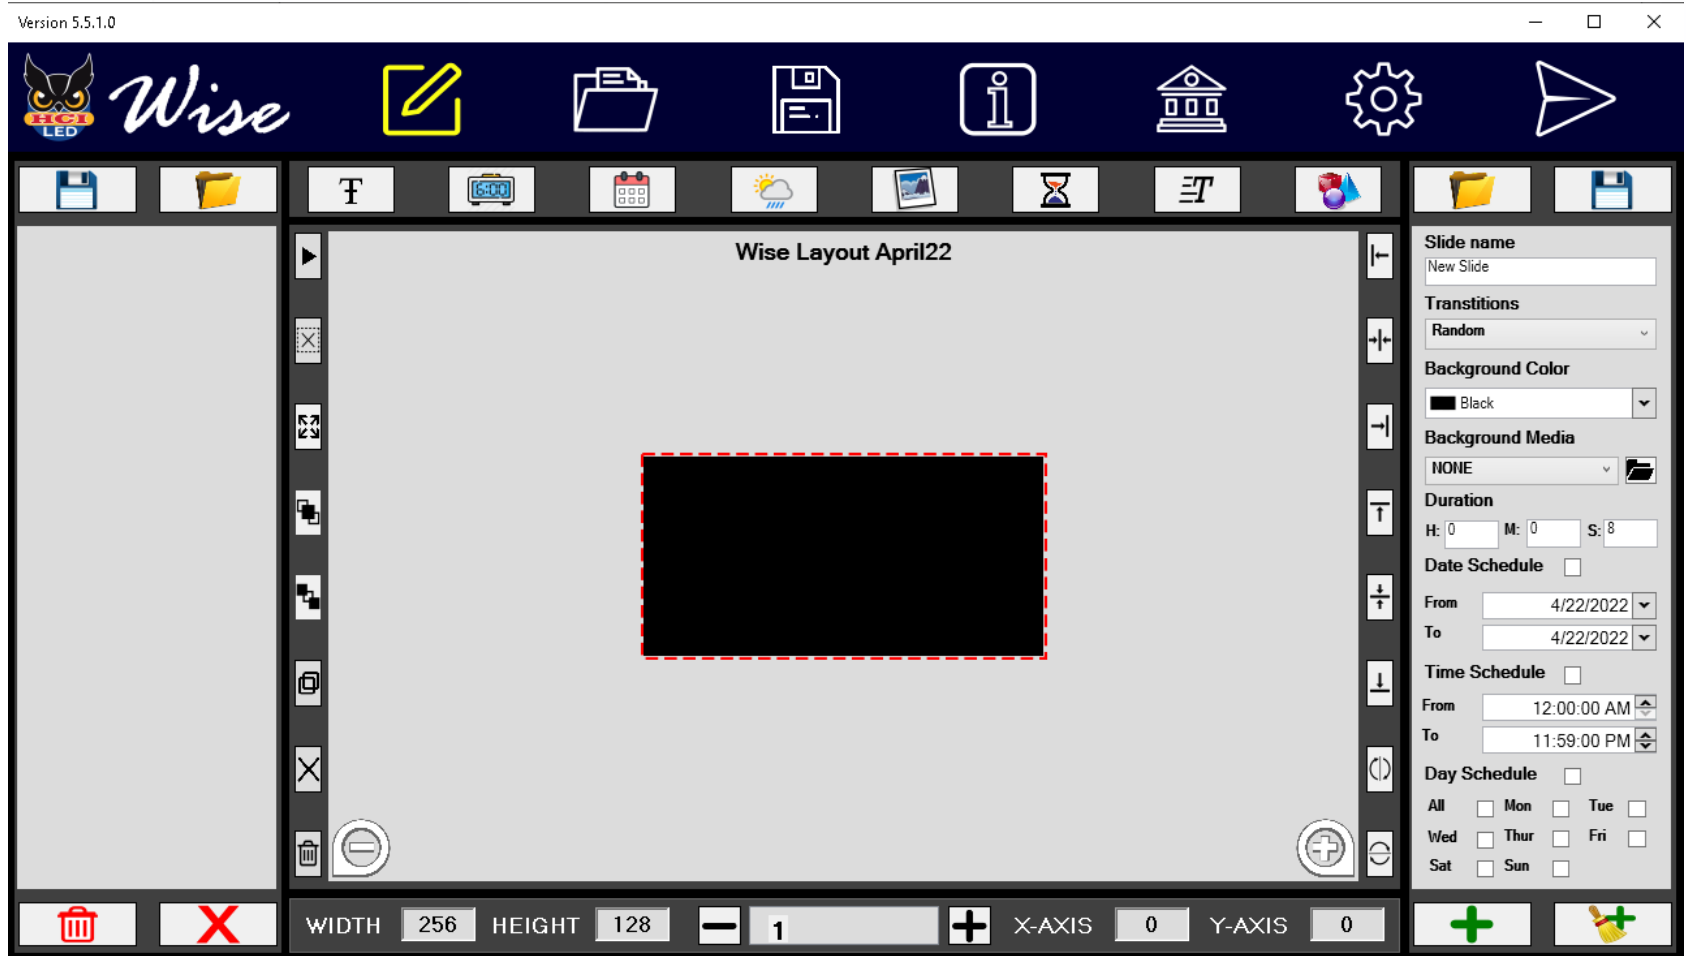 Version 5.5.1.0
HCI
LED
Wise
6:00
Wise Layout April22
Slide name
New Slide
Transtitions
Random
Background Color
Black
Background Media
NONE
Duration
H: 0 M: 0 S: 8
Date Schedule
From 4/22/2022
To 4/22/2022
Time Schedule
From 12:00:00 AM
To 11:59:00 PM
Day Schedule
All Mon Tue
Wed Thur Fri
Sat Sun
WIDTH 256 HEIGHT 128 1 X-AXIS 0 Y-AXIS 0